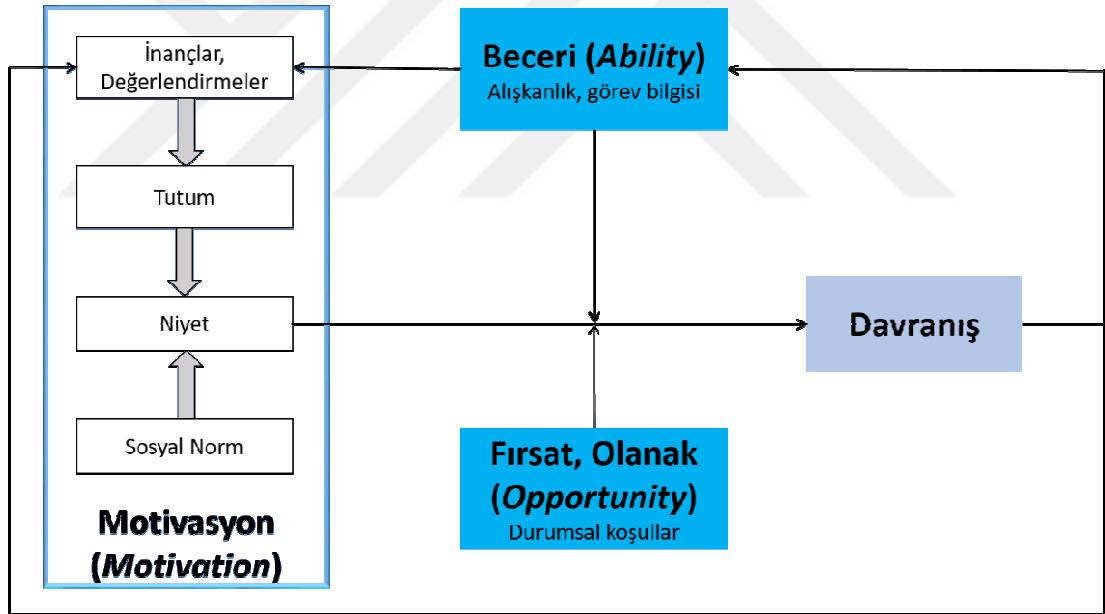 İnançlar,
Değerlendirmeler
Tutum
Niyet
Sosyal Norm
Motivasyon
(Motivation)
Beceri (Ability)
Alışkanlık, görev bilgisi
Fırsat, Olanak
(Opportunity)
Durumsal koşullar
Davranış